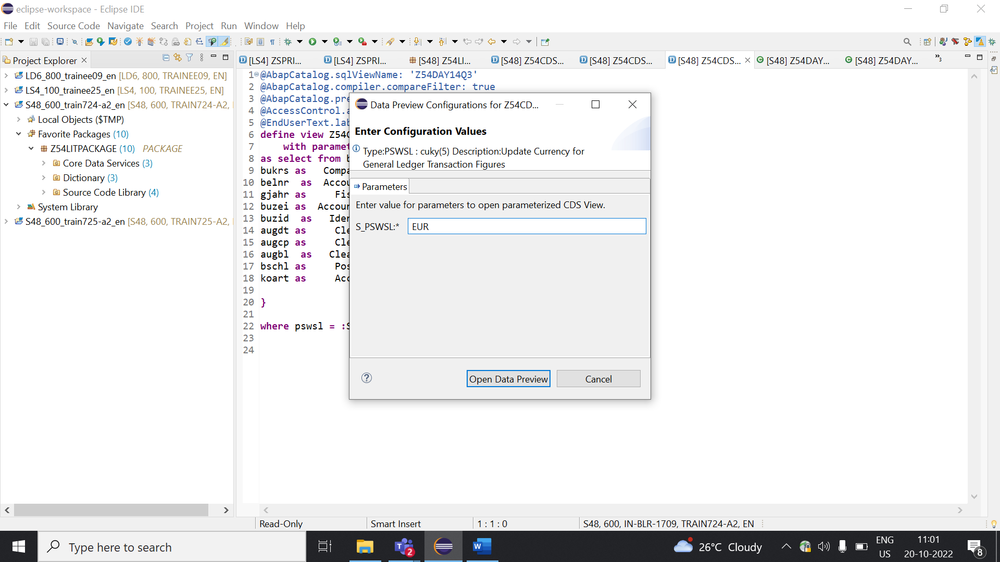 eclipse-workspace - Eclipse IDE
File Edit Source Code Navigate Search Project Run Window Help
Project Explorer
[LS4] ZSPRI... [LS4] ZSPRI... [S48] Z54LI... [S48] Z54CDS... [S48] Z54CDS... [S48] Z54CDS... [S48] Z54DAY... [S48] Z54DAY... 3
LD6_800_trainee09_en [LD6, 800, TRAINEE09, EN]
LS4_100_trainee25_en [LS4, 100, TRAINEE25, EN]
S48_600_train724-a2_en [S48, 600, TRAIN724-A2,
Local Objects ($TMP)
Favorite Packages (10)
Z54LITPACKAGE (10) PACKAGE
Core Data Services (3)
Dictionary (3)
Source Code Library (4)
System Library
S48_600_train725-a2_en [S48, 600, TRAIN725-A2,
1 @AbapCatalog.sqlViewName: 'Z54DAY14Q3'
2 @AbapCatalog.compiler.compareFilter: true
3 @AbapCatalog.pre
4 @AccessControl.a
5 @EndUserText.lab
6 define view Z54C
7 with paramet
8 as select from b
9 bukrs as Compa
10 belnr as Accou
11 gjahr as Fis
12 buzei as Accour
13 buzid as Iden
14 augdt as Cle
15 augcp as Cle
16 augbl as Clea
17 bschl as Pos
18 koart as Acc
19
20 }
21
22 where pswsl = :S
23
24
Data Preview Configurations for Z54CD...
Enter Configuration Values
Type:PSWSL : cuky(5) Description:Update Currency for
General Ledger Transaction Figures
Parameters
Enter value for parameters to open parameterized CDS View.
S_PSWSL:* EUR
Open Data Preview Cancel
Read-Only Smart Insert 1 : 1 : 0 S48, 600, IN-BLR-1709, TRAIN724-A2, EN
Type here to search
2
26°C Cloudy
ENG
US
11:01
20-10-2022
8